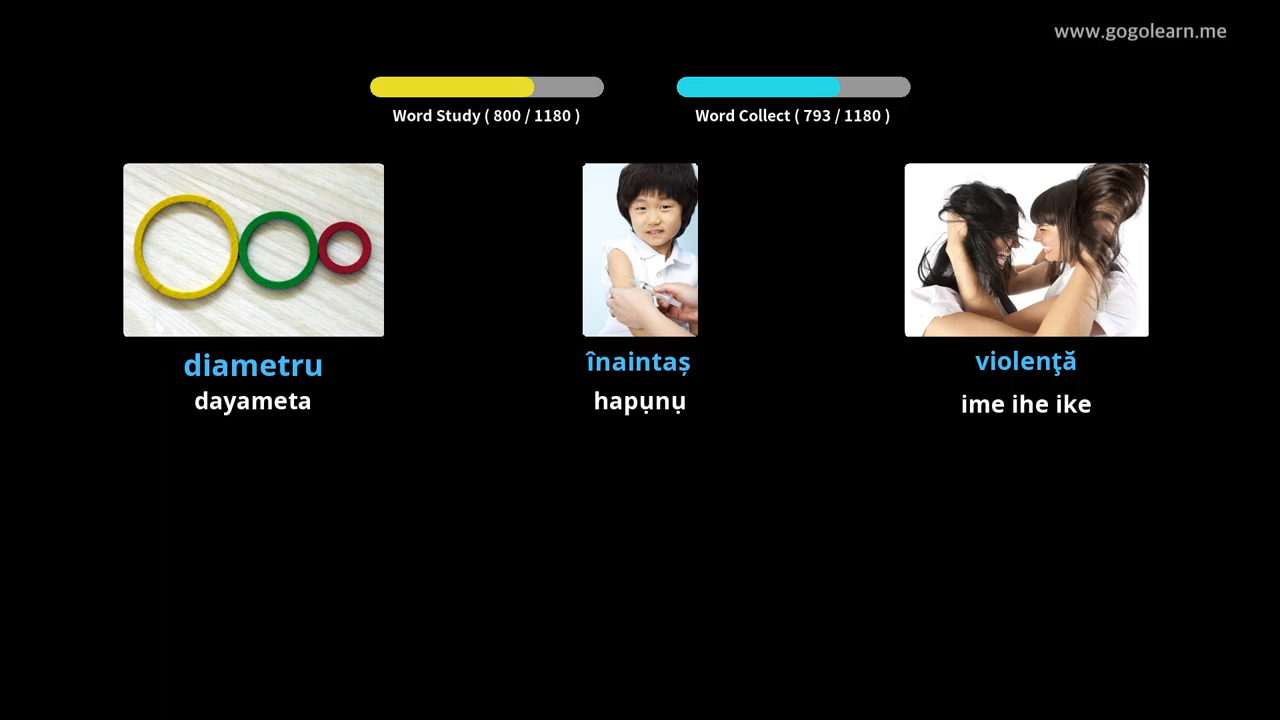 www.gogolearn.me
Word Study ( 800 / 1180 )
Word Collect ( 793 / 1180 )
diametru
dayameta
înaintaș
hapụnụ
violenţă
ime ihe ike